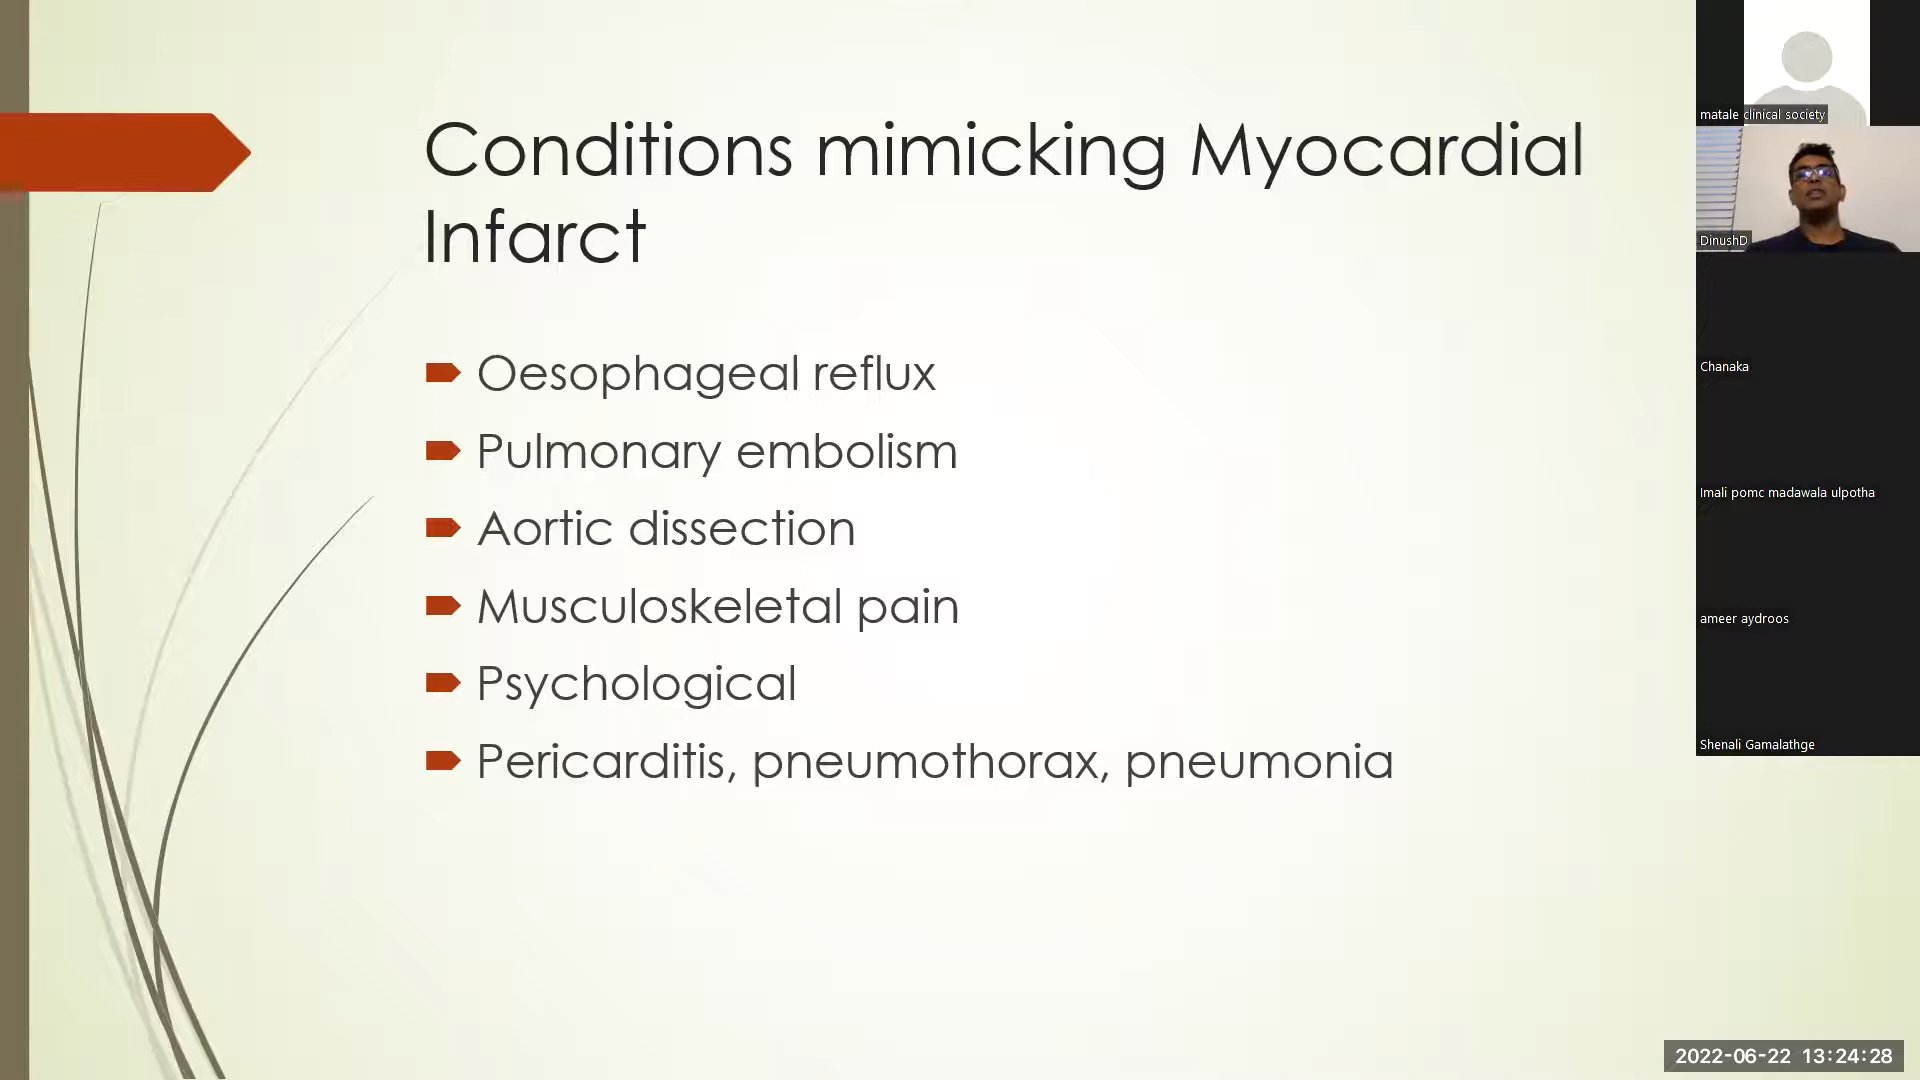 Conditions mimicking Myocardial
Infarct
Oesophageal reflux
Pulmonary embolism
Aortic dissection
Musculoskeletal pain
Psychological
Pericarditis, pneumothorax, pneumonia
matale clinical society
DinushD
Chanaka
Imali pomc madawala ulpotha
ameer aydroos
Shenali Gamalathge
2022-06-22 13:24:28